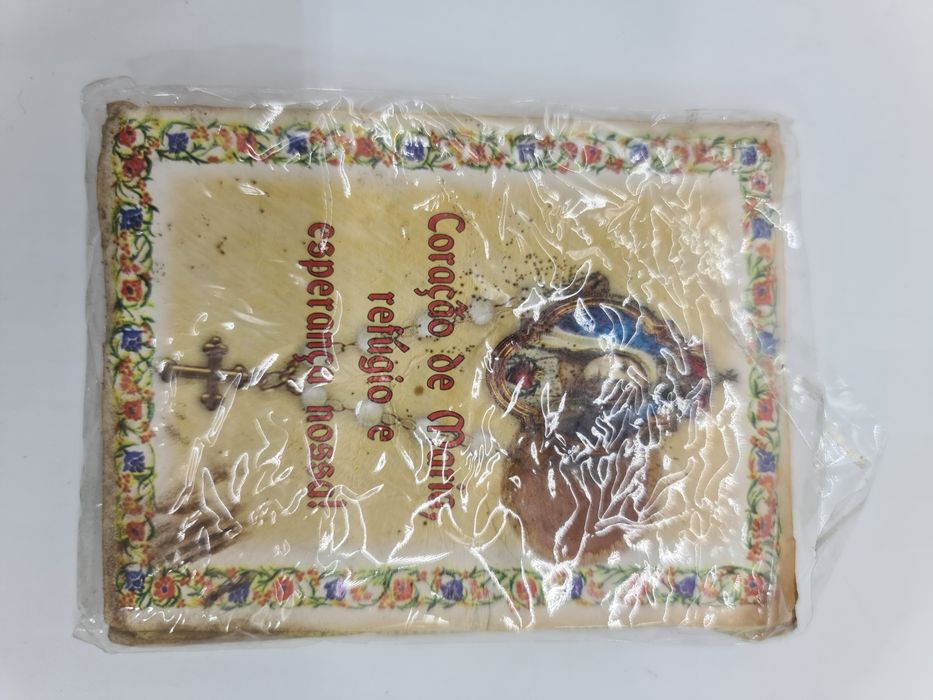 Coração de Maria,
refúgio e
esperança nossa!